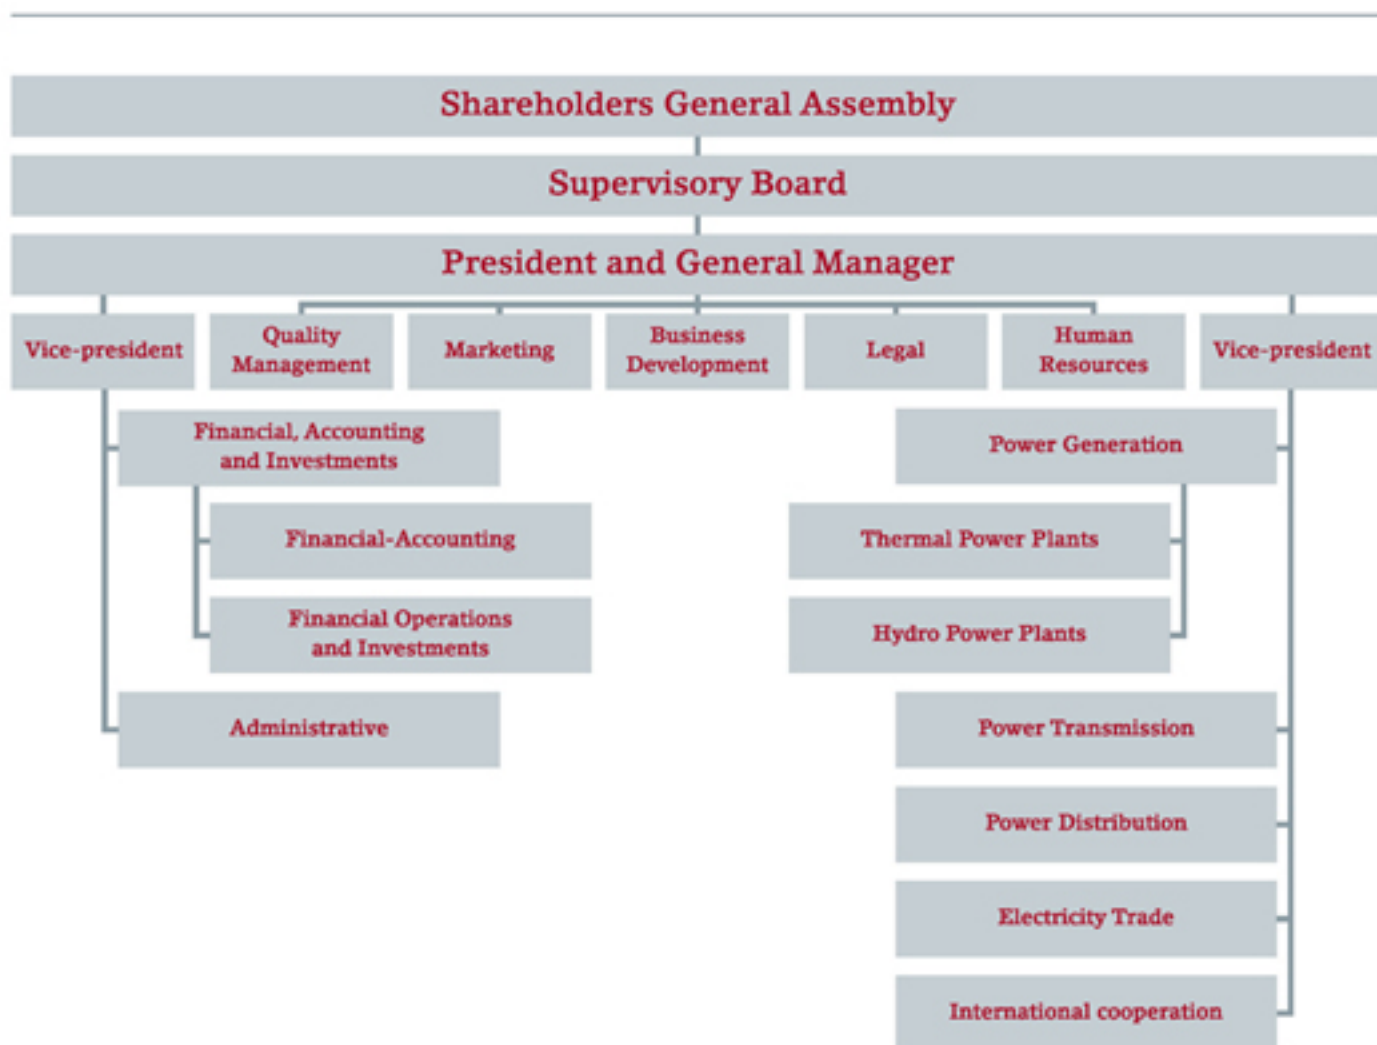 Shareholders General Assembly
Supervisory Board
President and General Manager
Vice-president
Quality
Management
Marketing
Business
Development
Legal
Human
Resources
Vice-president
Financial, Accounting
and Investments
Financial-Accounting
Financial Operations
and Investments
Administrative
Power Generation
Thermal Power Plants
Hydro Power Plants
Power Transmission
Power Distribution
Electricity Trade
International cooperation